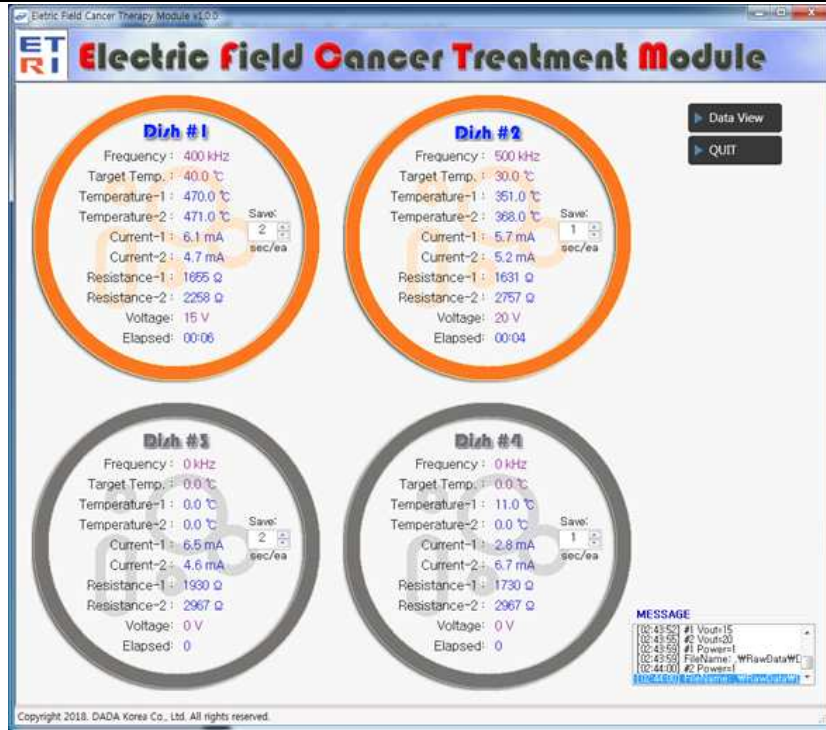 Eletric Field Cancer Therapy Module v1.0.0
ETRI Electric Field Cancer Treatment Module
Data View
QUIT
Dish #1
Frequency : 400 kHz
Target Temp. : 40.0 ℃
Temperature-1 : 470.0 ℃
Temperature-2 : 471.0 ℃
Current-1 : 6.1 mA
Current-2 : 4.7 mA
Resistance-1 : 1655 Ω
Resistance-2 : 2258 Ω
Voltage: 15 V
Elapsed: 00:06
Save:
2
sec/ea
Dish #2
Frequency : 500 kHz
Target Temp. : 30.0 ℃
Temperature-1 : 351.0 ℃
Temperature-2 : 368.0 ℃
Current-1 : 5.7 mA
Current-2 : 5.2 mA
Resistance-1 : 1631 Ω
Resistance-2 : 2757 Ω
Voltage: 20 V
Elapsed: 00:04
Save:
1
sec/ea
Dish #3
Frequency : 0 kHz
Target Temp. : 0.0 ℃
Temperature-1 : 0.0 ℃
Temperature-2 : 0.0 ℃
Current-1 : 6.5 mA
Current-2 : 4.6 mA
Resistance-1 : 1930 Ω
Resistance-2 : 2967 Ω
Voltage: 0 V
Elapsed: 0
Save:
2
sec/ea
Dish #4
Frequency : 0 kHz
Target Temp. : 0.0 ℃
Temperature-1 : 11.0 ℃
Temperature-2 : 0.0 ℃
Current-1 : 2.8 mA
Current-2 : 6.7 mA
Resistance-1 : 1730 Ω
Resistance-2 : 2967 Ω
Voltage: 0 V
Elapsed: 0
Save:
1
sec/ea
MESSAGE
[02:43:52] #1 Vout=15
[02:43:55] #2 Vout=20
[02:43:59] #1 Power=1
[02:43:59] FileName: .₩RawData₩
[02:44:00] #2 Power=1
[02:44:00] FileName: .₩RawData₩
Copyright 2018. DADA Korea Co., Ltd. All rights reserved.